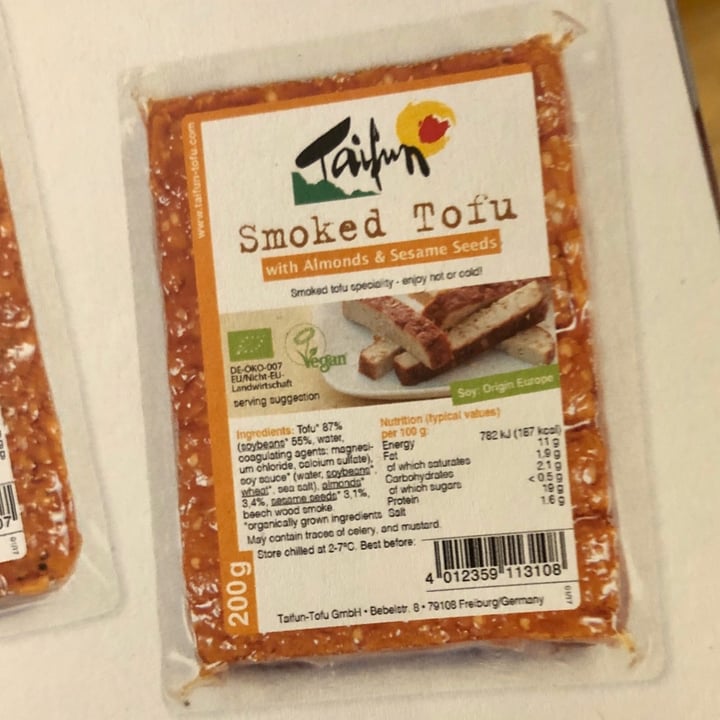 www.taifun-tofu.com
Taifun
Smoked Tofu
with Almonds & Sesame Seeds
Smoked tofu speciality - enjoy hot or cold!
Vegan
DE-ÖKO-007
EU/Nicht-EU-
Landwirtschaft
serving suggestion
Soy: Origin Europe
Ingredients: Tofu* 87%
(soybeans* 55%, water,
coagulating agents: magnesi-
um chloride, calcium sulfate),
soy sauce* (water, soybeans*,
wheat*, sea salt), almonds*
3,4%, sesame seeds* 3,1%,
beech wood smoke.
*organically grown ingredients
May contain traces of celery, and mustard.
Nutrition (typical values)
per 100 g:
Energy 782 kJ (187 kcal)
Fat 11 g
of which saturates 1.9 g
Carbohydrates 2.1 g
of which sugars < 0.5 g
Protein 19 g
Salt 1.6 g
Store chilled at 2-7°C. Best before:
4 012359 113108
200g
Taifun-Tofu GmbH • Bebelstr. 8 • 79108 Freiburg/Germany
07